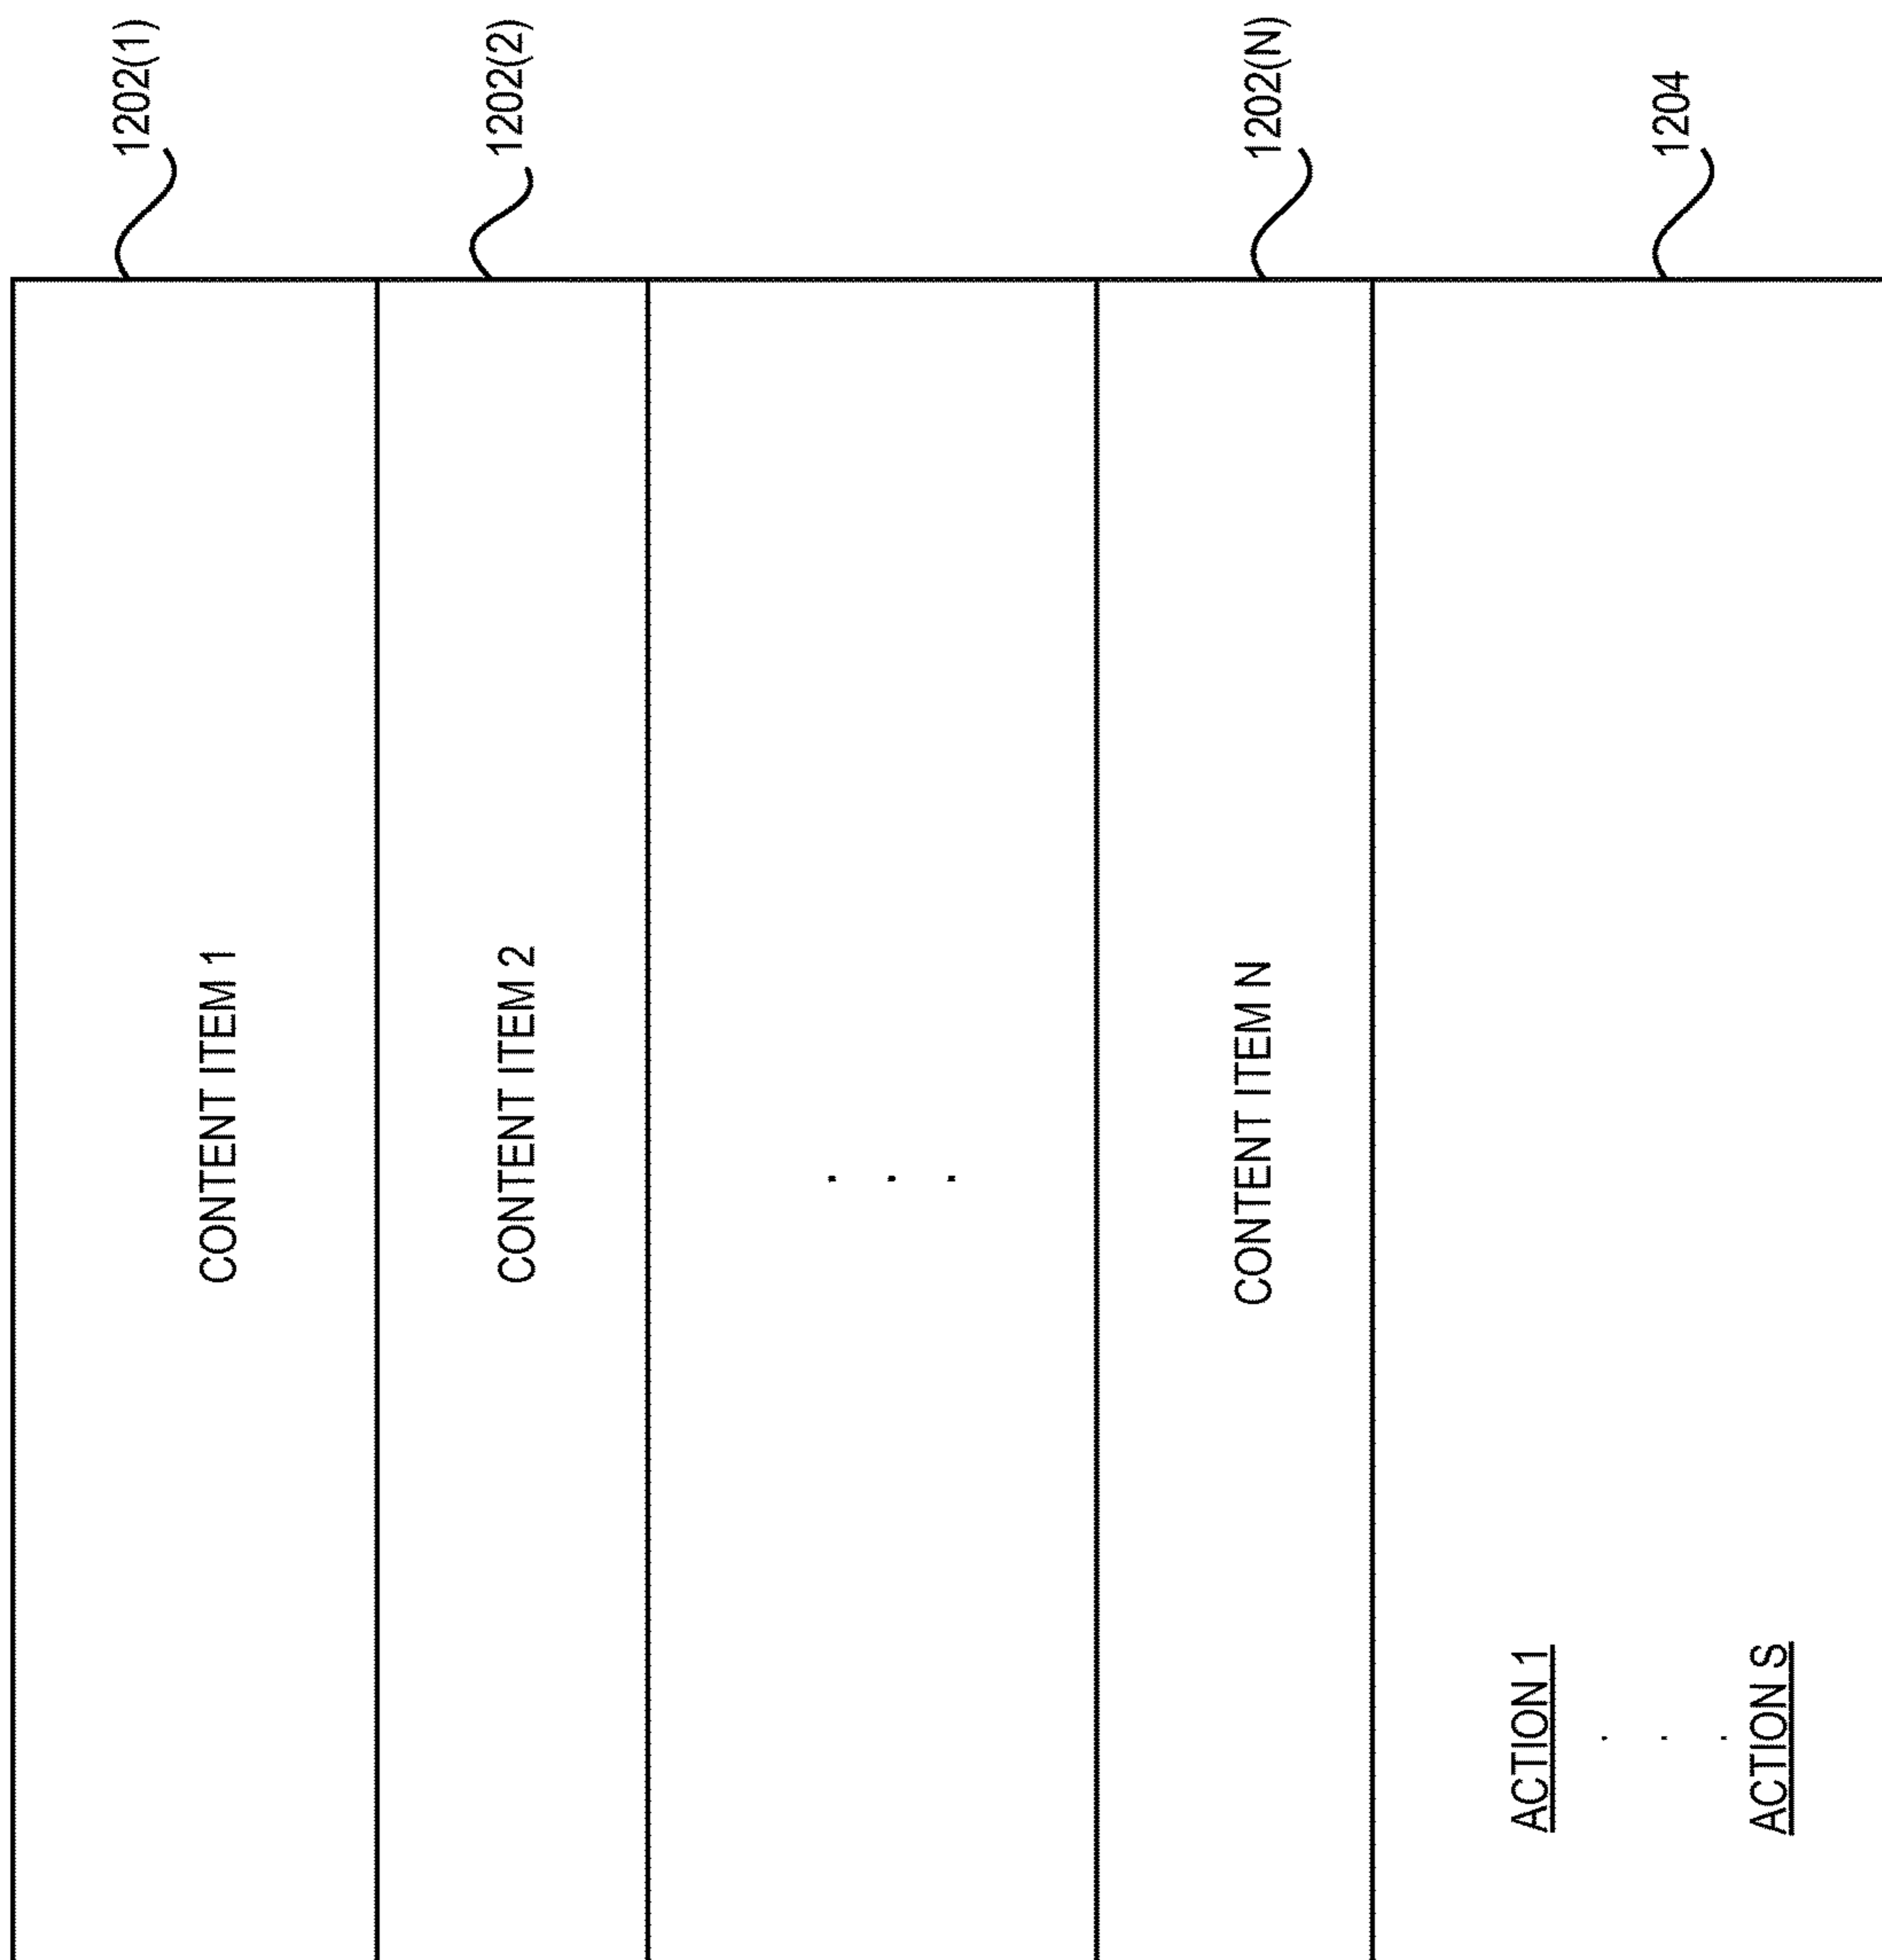 1202(1)
CONTENT ITEM 1
1202(2)
CONTENT ITEM 2
. . .
1202(N)
CONTENT ITEM N
1204
ACTION 1
. . .
ACTION S